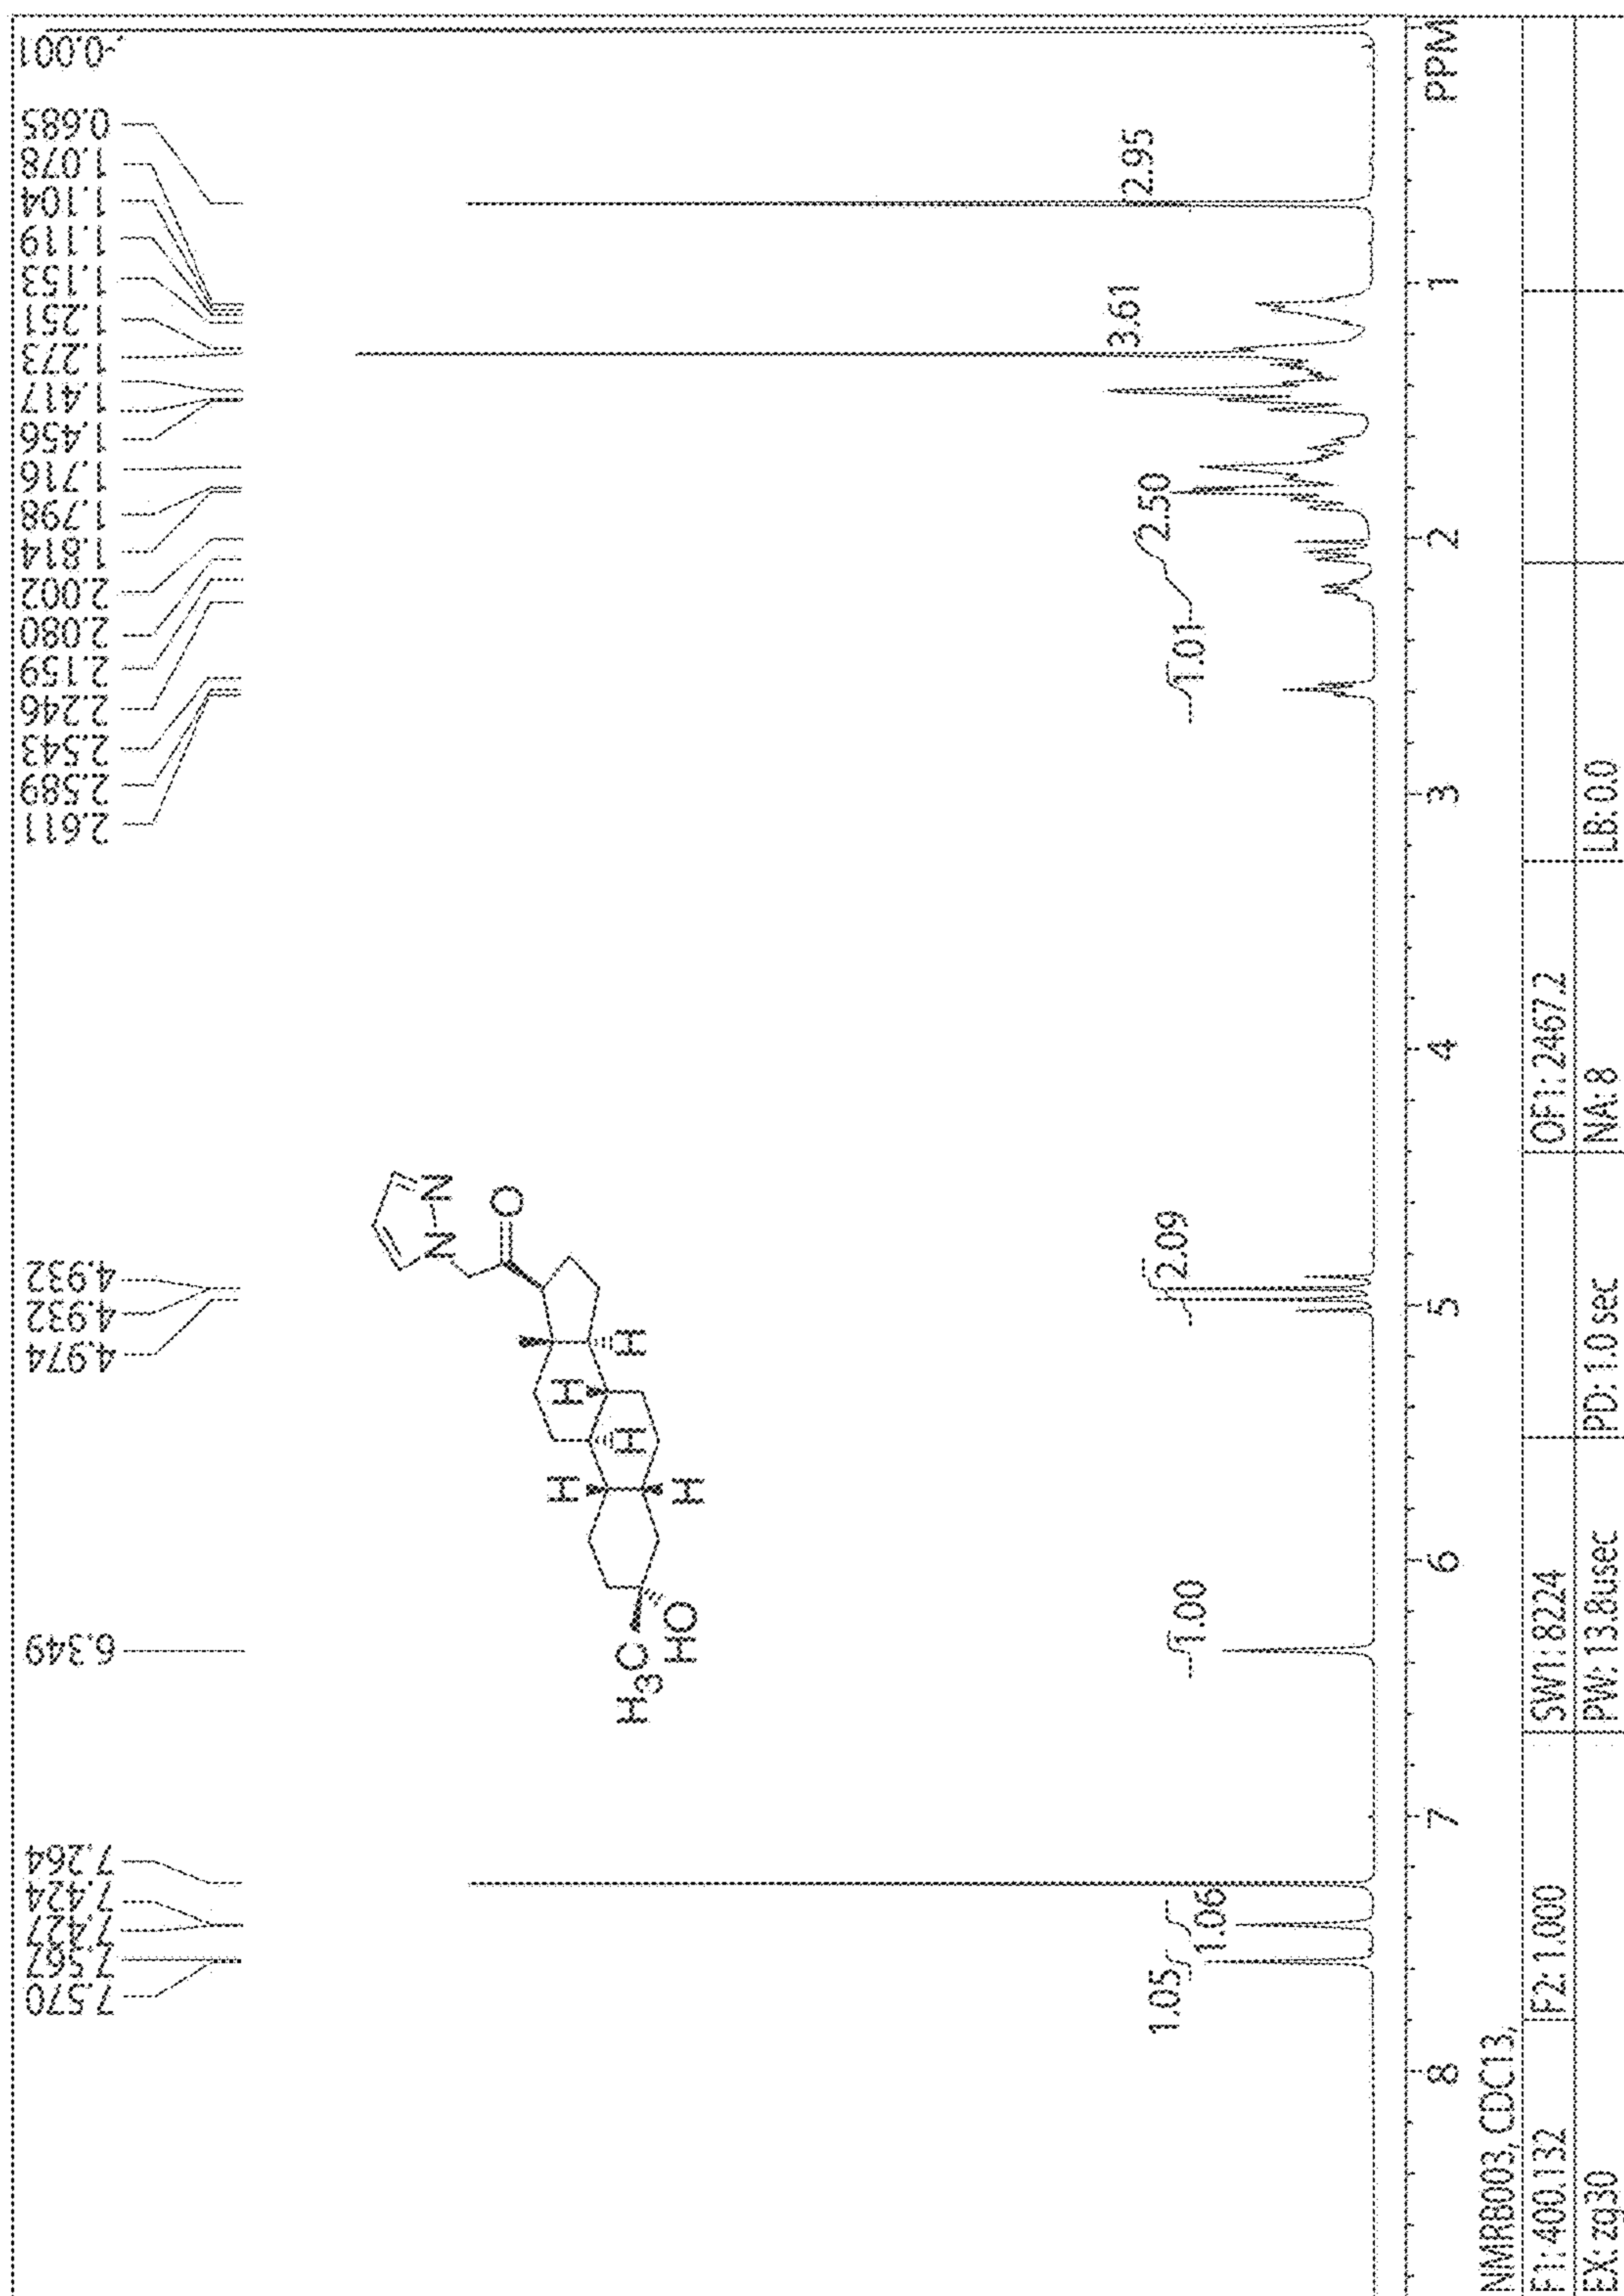 7.570
7.567
7.427
7.424
7.264
6.349
4.974
4.932
4.932
2.611
2.589
2.543
2.246
2.159
2.080
2.002
1.814
1.798
1.716
1.456
1.417
1.273
1.251
1.153
1.119
1.104
1.078
0.685
-0.001
N
N
O
H
H
H
H
H
H3C
HO
1.05
1.06
1.00
2.09
1.01
2.50
3.61
2.95
8 7 6 5 4 3 2 1 PPM
NMRB003, CDC13,
F1: 400.132 F2: 1.000 SW1: 8224 OF1: 2467.2
EX: zg30 PW: 13.8usec PD: 1.0 sec NA: 8 LB: 0.0